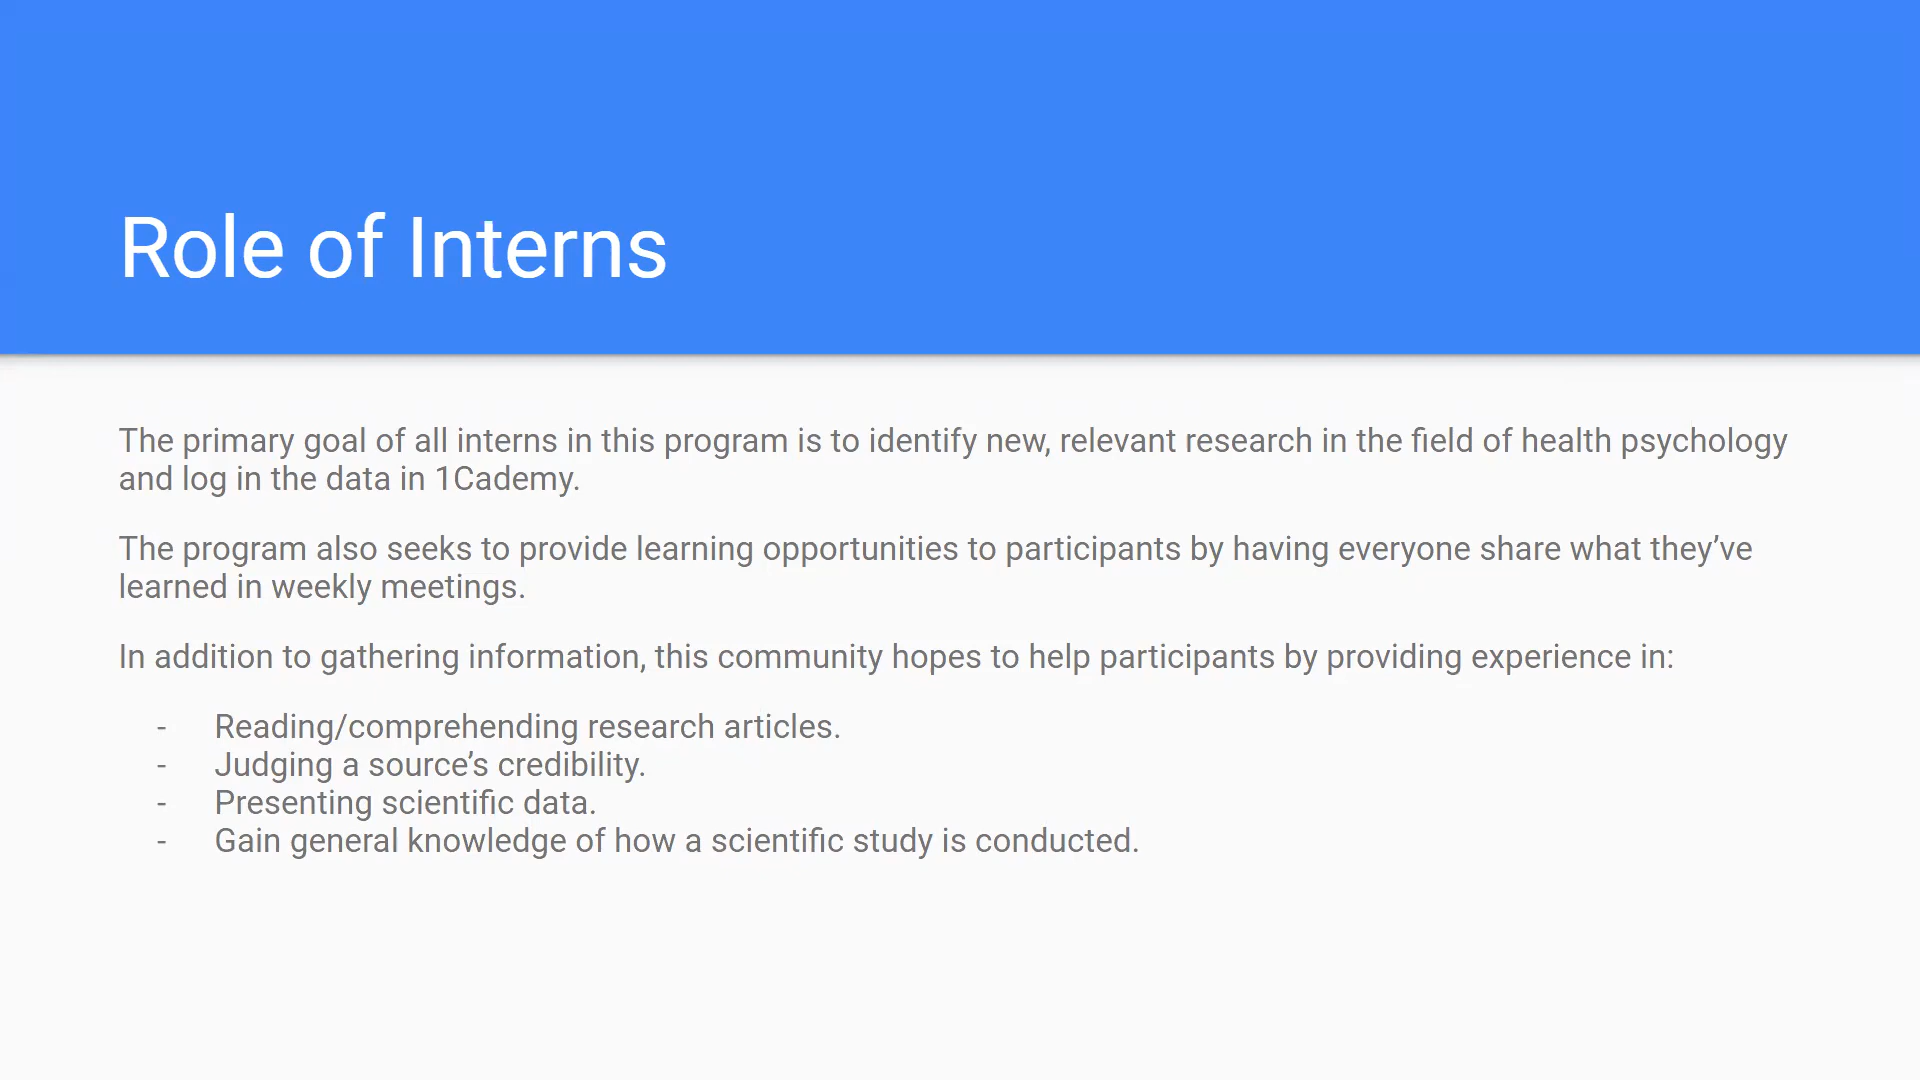 Role of Interns
The primary goal of all interns in this program is to identify new, relevant research in the field of health psychology
and log in the data in 1Cademy.
The program also seeks to provide learning opportunities to participants by having everyone share what they’ve
learned in weekly meetings.
In addition to gathering information, this community hopes to help participants by providing experience in:
- Reading/comprehending research articles.
- Judging a source’s credibility.
- Presenting scientific data.
- Gain general knowledge of how a scientific study is conducted.